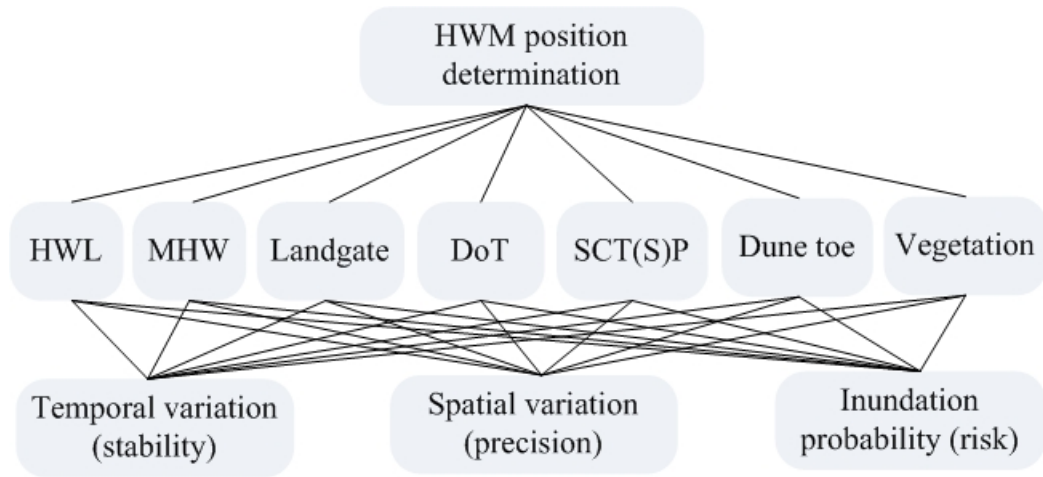 HWM position
determination
HWL
MHW
Landgate
DoT
SCT(S)P
Dune toe
Vegetation
Temporal variation
(stability)
Spatial variation
(precision)
Inundation
probability (risk)